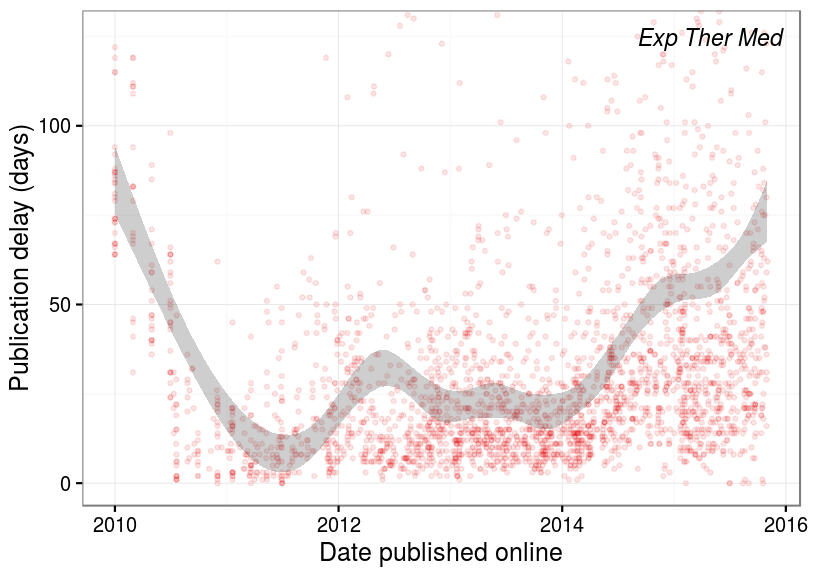 Exp Ther Med
Publication delay (days)
100
50
0
2010 2012 2014 2016
Date published online